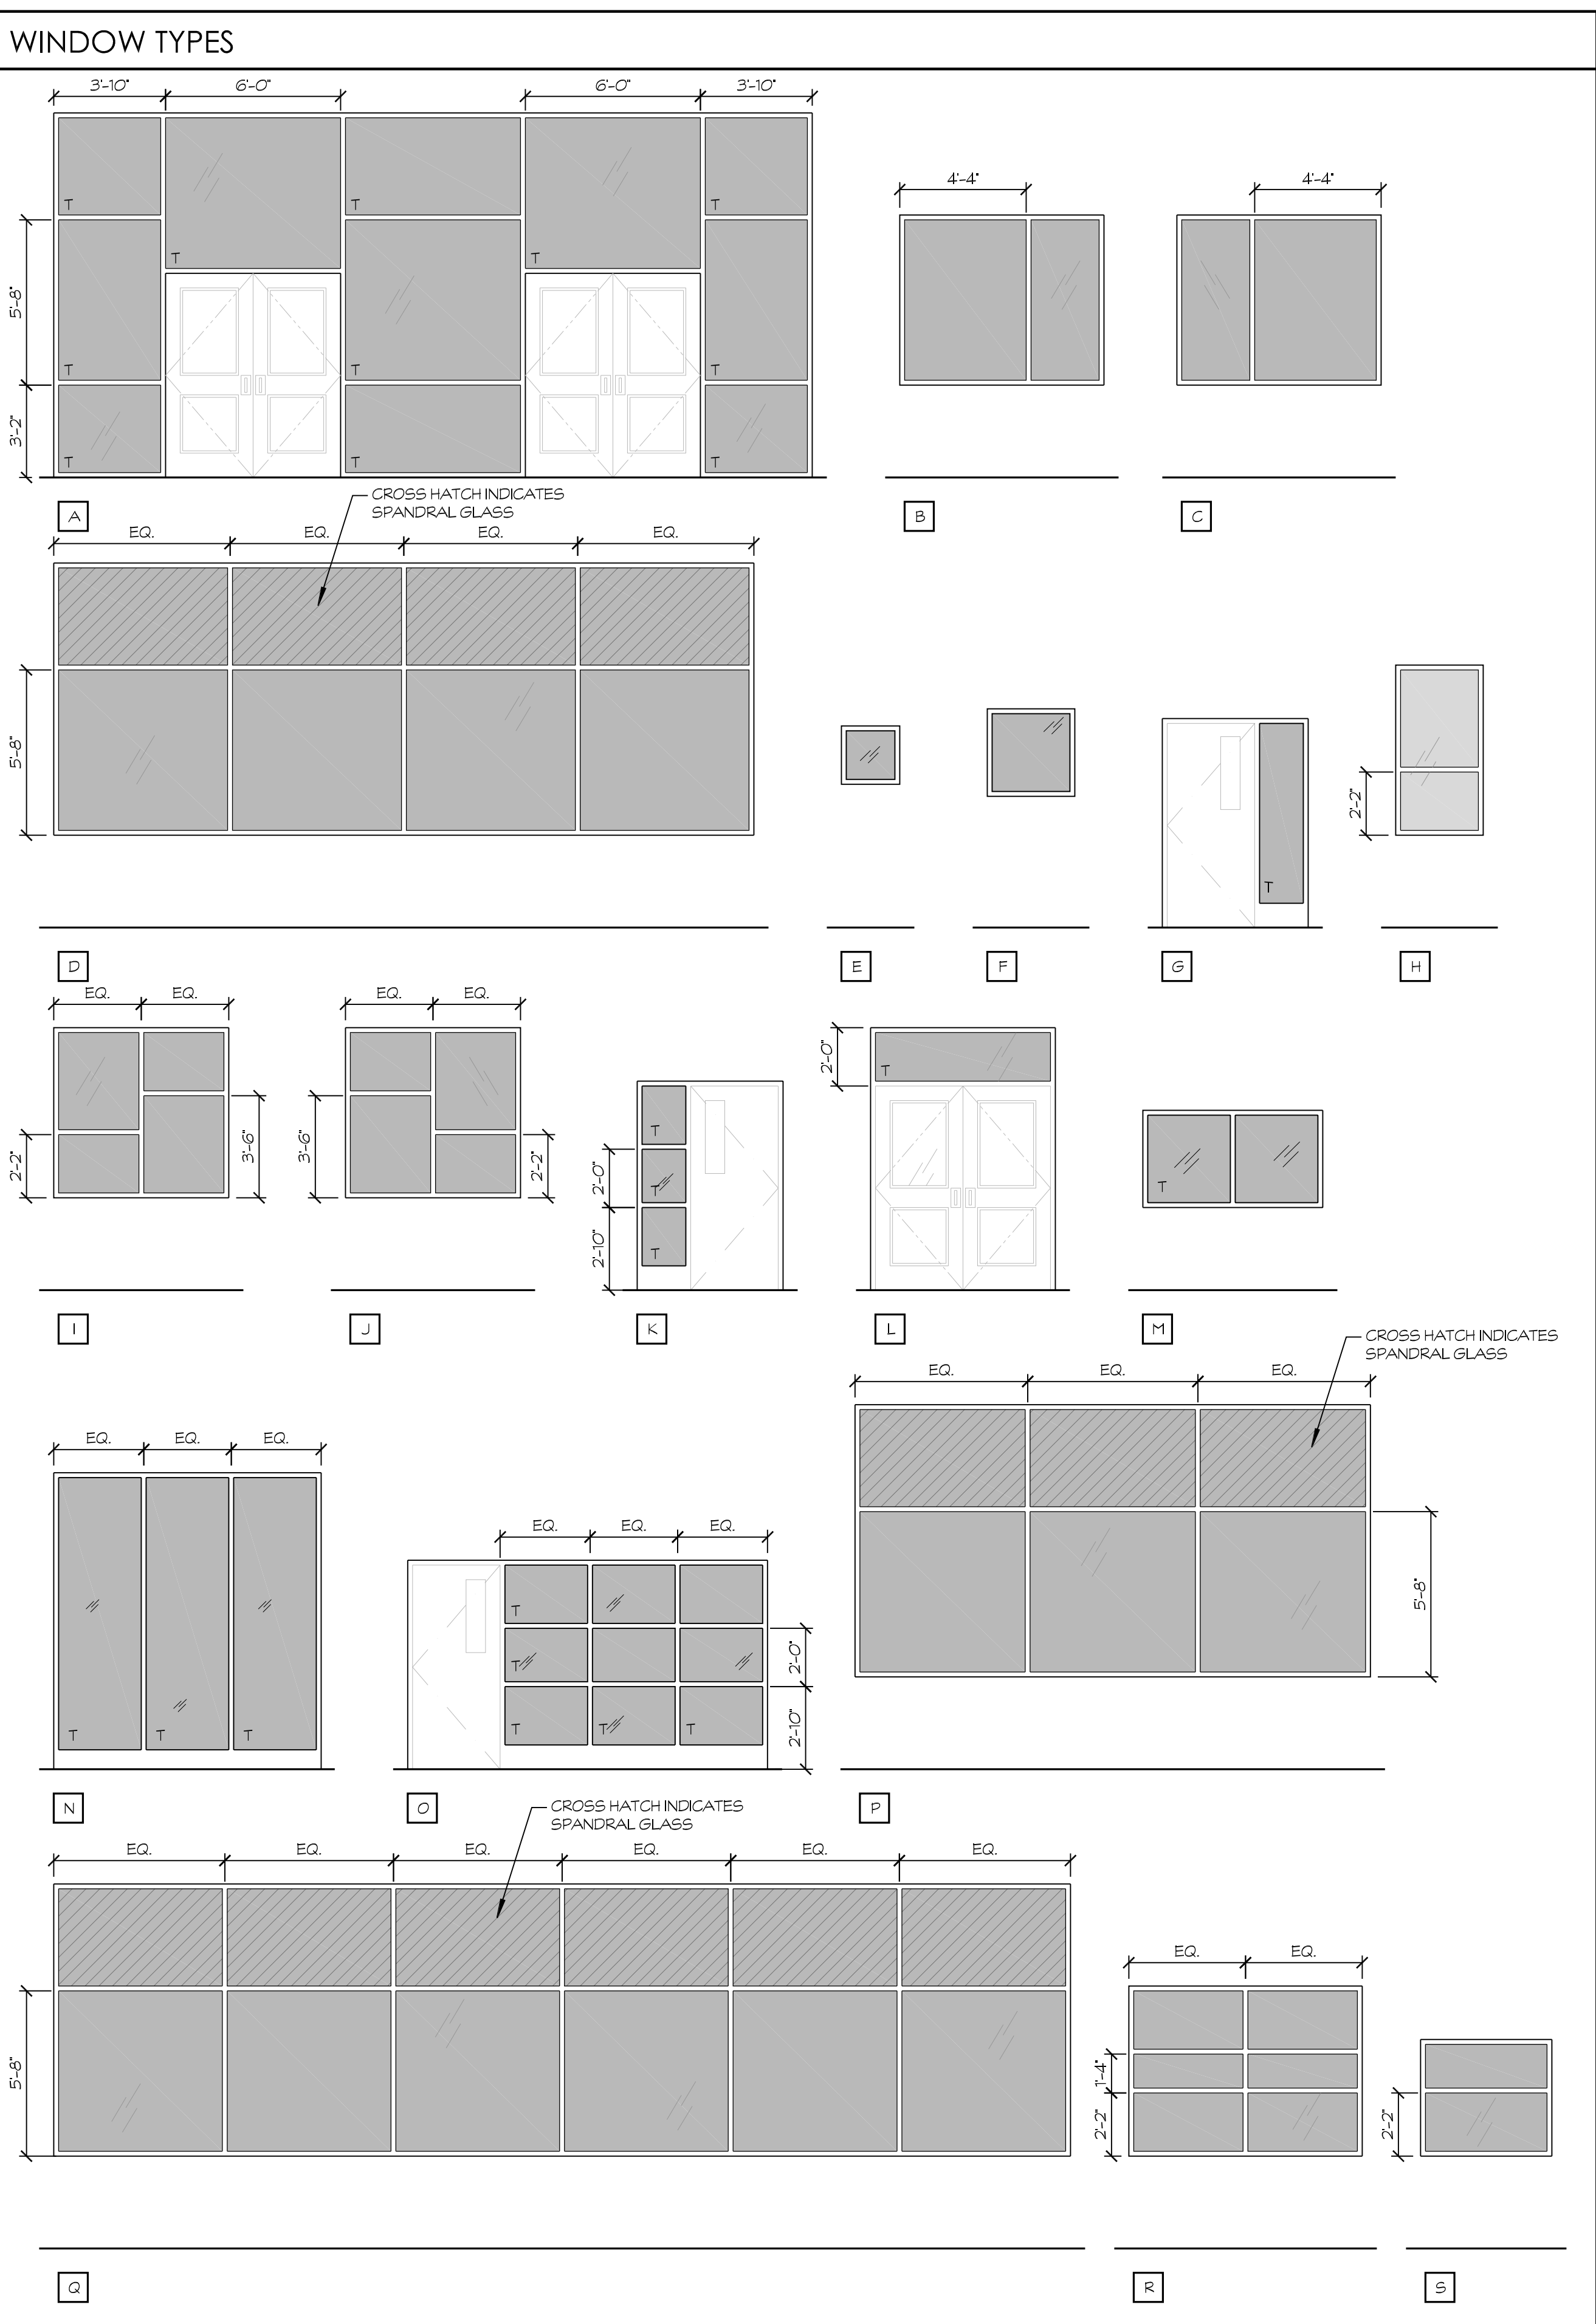 WINDOW TYPES
3'-10" 6'-0" 6'-0" 3'-10"
4'-4" 4'-4"
T T T
T T
5'-8"
T T T
3'-2"
T T T
CROSS HATCH INDICATES
SPANDRAL GLASS
A B C
EQ. EQ. EQ. EQ.
5'-8"
2'-2"
T
D E F G H
EQ. EQ. EQ. EQ.
2'-0"
T
3'-6" 3'-6"
2'-2" 2'-2"
T
2'-0"
T
T
2'-10"
T
I J K L M
CROSS HATCH INDICATES
SPANDRAL GLASS
EQ. EQ. EQ.
EQ. EQ. EQ.
EQ. EQ. EQ.
5'-8"
T
2'-0"
T
2'-10"
T T T
T T T
N O P
CROSS HATCH INDICATES
SPANDRAL GLASS
EQ. EQ. EQ. EQ. EQ. EQ.
EQ. EQ.
5'-8"
1'-4"
2'-2" 2'-2"
Q R S